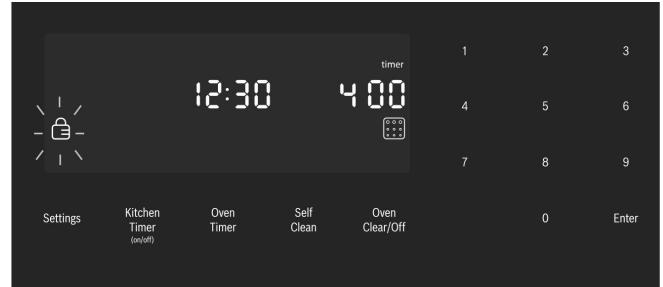 timer
12:30 4 00
1 2 3
4 5 6
7 8 9
0 Enter
Settings
Kitchen
Timer
(on/off)
Oven
Timer
Self
Clean
Oven
Clear/Off